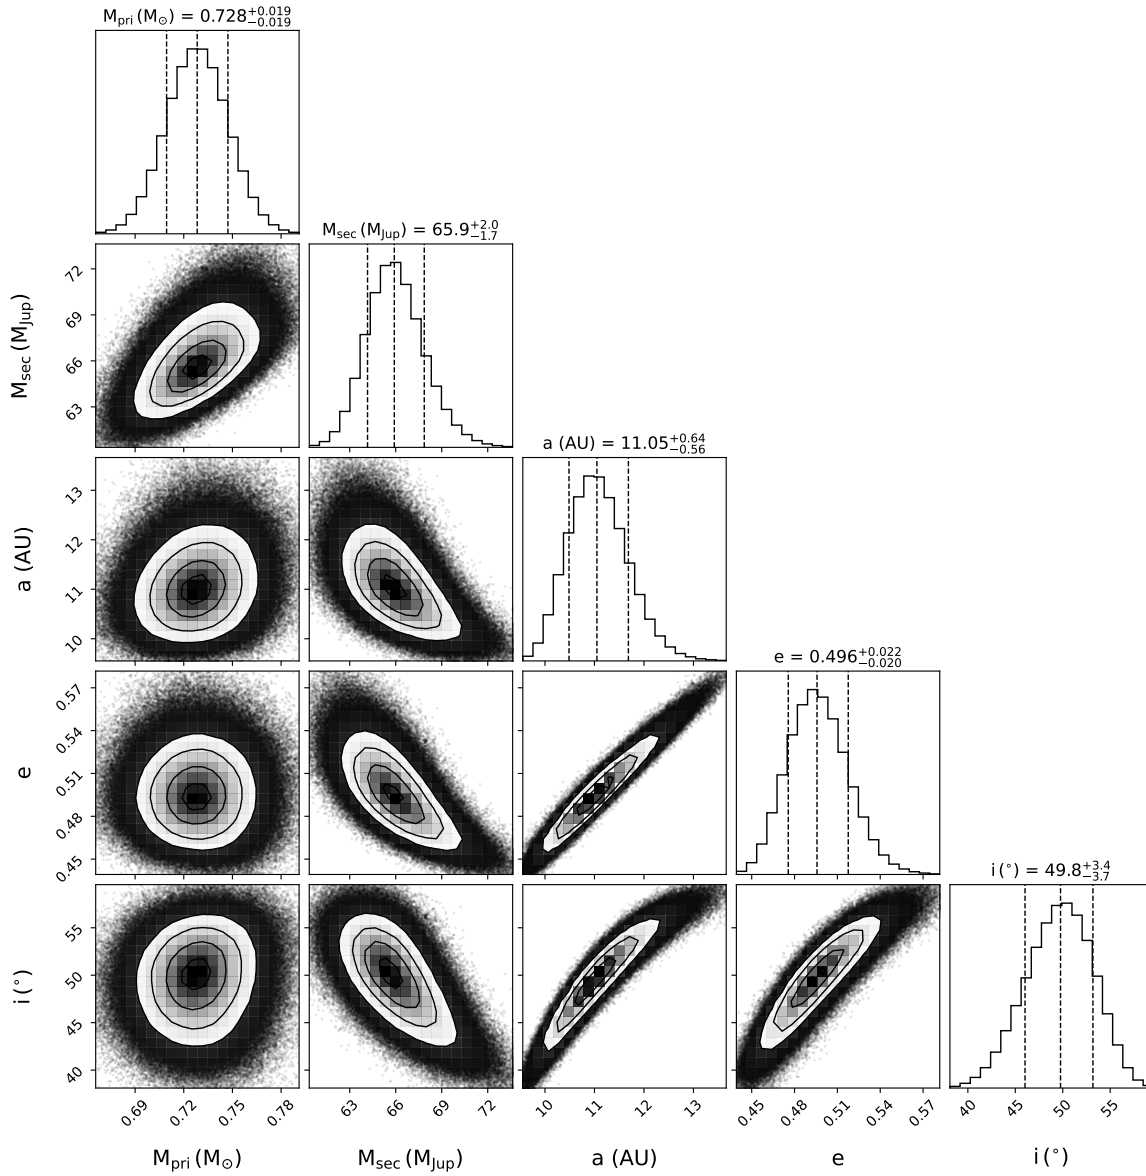 M_pri (M_⊙) = 0.728^{+0.019}_{−0.019}
M_sec (M_Jup) = 65.9^{+2.0}_{−1.7}
72
69
66
63
M_sec (M_Jup)
a (AU) = 11.05^{+0.64}_{−0.56}
13
12
11
10
a (AU)
e = 0.496^{+0.022}_{−0.020}
0.57
0.54
0.51
0.48
0.45
e
i (°) = 49.8^{+3.4}_{−3.7}
55
50
45
40
i (°)
0.69 0.72 0.75 0.78 63 66 69 72 10 11 12 13 0.45 0.48 0.51 0.54 0.57 40 45 50 55
M_pri (M_⊙) M_sec (M_Jup) a (AU) e i (°)